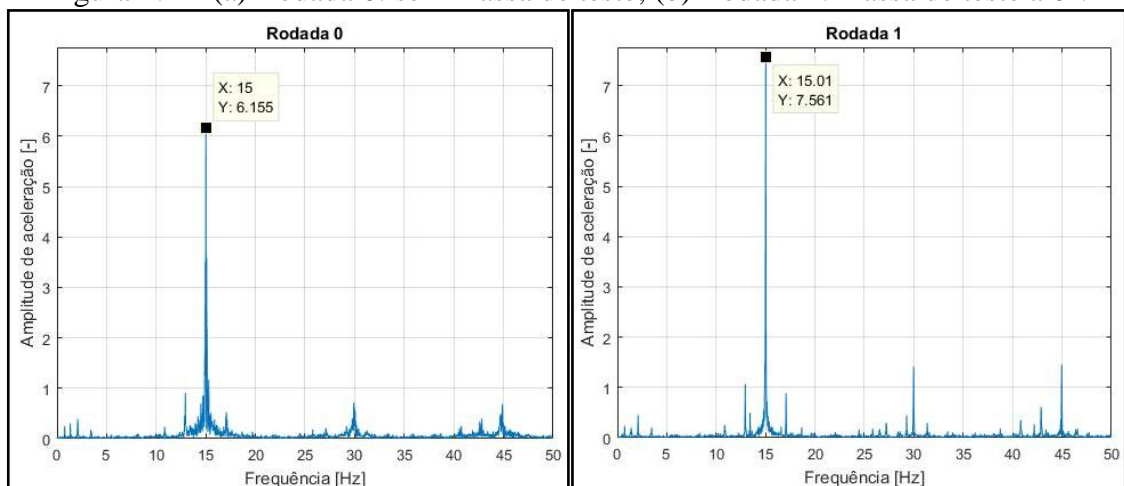 Rodada 0
X: 15
Y: 6.155
Amplitude de aceleração [-]
7
6
5
4
3
2
1
0
0 5 10 15 20 25 30 35 40 45 50
Frequência [Hz]
Rodada 1
X: 15.01
Y: 7.561
Amplitude de aceleração [-]
7
6
5
4
3
2
1
0
0 5 10 15 20 25 30 35 40 45 50
Frequência [Hz]